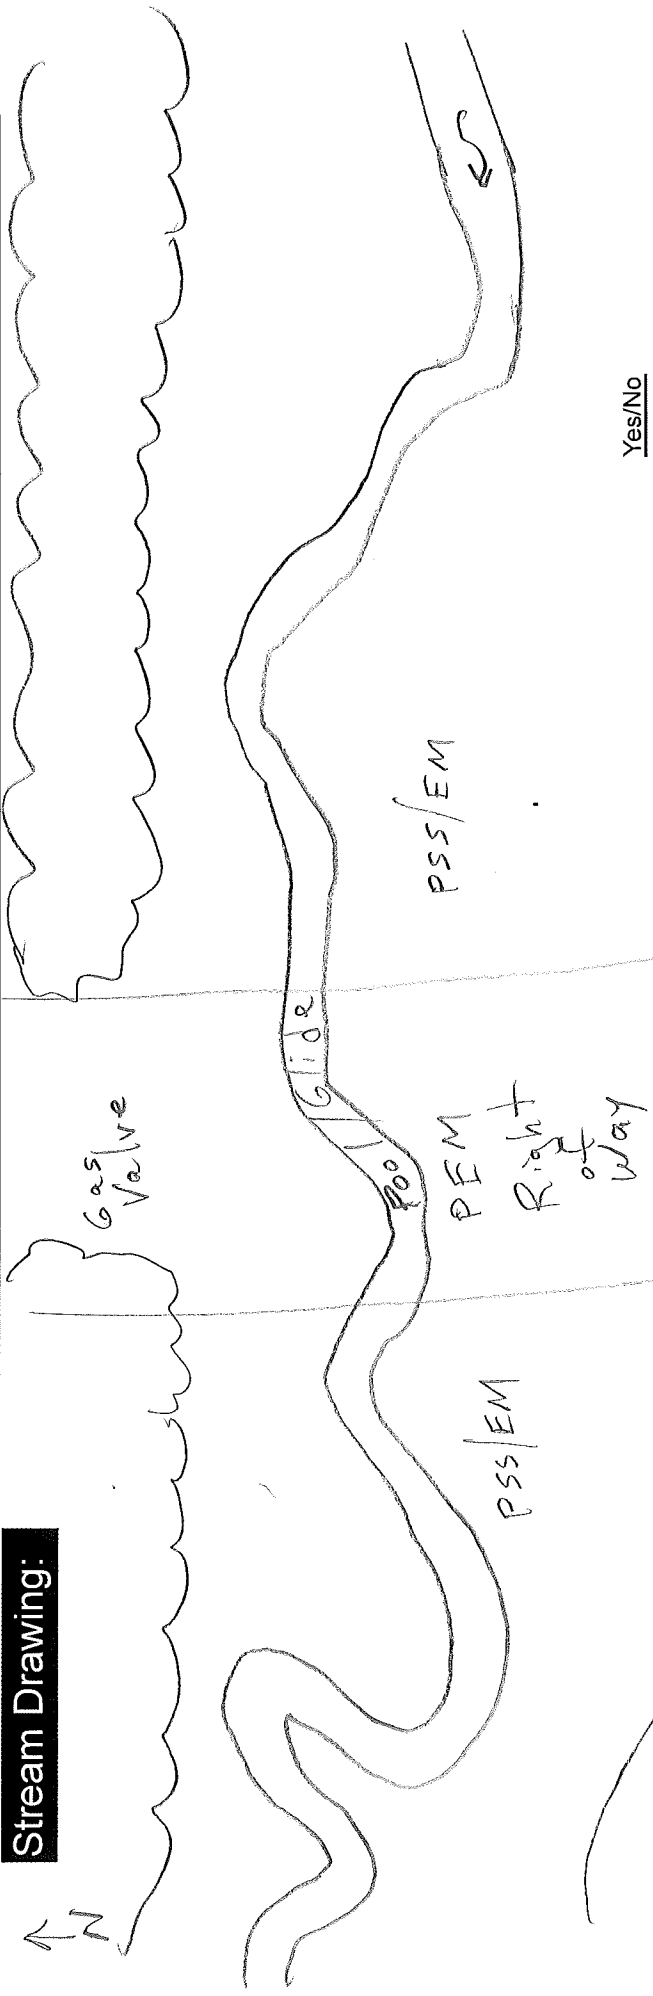 Stream Drawing:
N
Gas
Valve
Glide
Pool
PSS/EM
PEM
Right
of
Way
PSS/EM
Yes/No